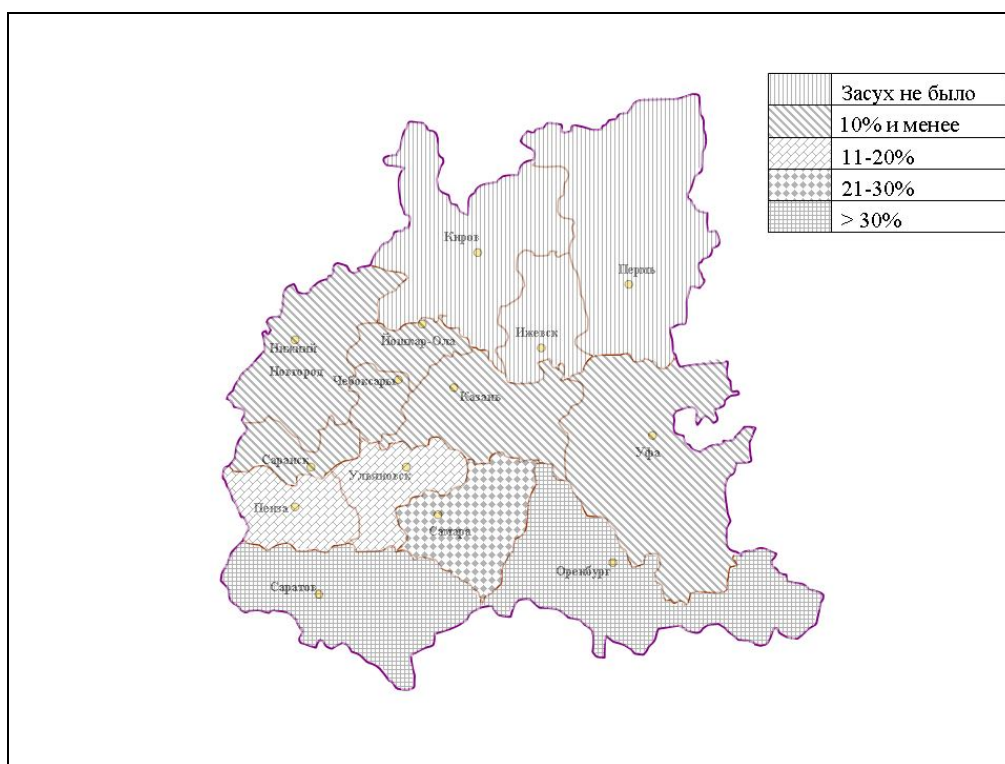 Засух не было
10% и менее
11-20%
21-30%
> 30%
Киров
Пермь
Ижевск
Йошкар-Ола
Нижний
Новгород
Чебоксары
Казань
Уфа
Саранск
Ульяновск
Пенза
Самара
Оренбург
Саратов